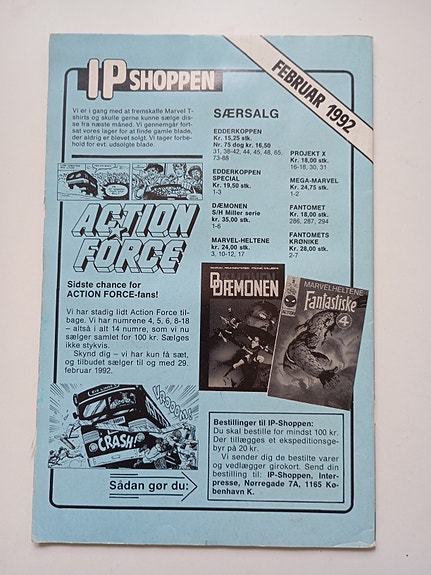 IP SHOPPEN
FEBRUAR 1992
Vi er i gang med at fremskaffe Marvel T-
shirts og skulle gerne kunne sælge dis-
se fra næste måned. Vi gennemgår fort-
sat vores lager for at finde gamle blade,
der aldrig er blevet solgt. Vi tager forbe-
hold for evt. udsolgte blade.
ACTION
FORCE
Sidste chance for
ACTION FORCE-fans!
Vi har stadig lidt Action Force til-
bage. Vi har numrene 4, 5, 6, 8-18
– altså i alt 14 numre, som vi nu
sælger samlet for 100 kr. Sælges
ikke stykvis.
Skynd dig – vi har kun få sæt,
og tilbudet sælger til og med 29.
februar 1992.
CRASH!
Sådan gør du:
SÆRSALG
EDDERKOPPEN
Kr. 15,25 stk.
Nr. 75 dog kr. 16,50
31, 38-42, 44, 45, 48, 65,
73-88
EDDERKOPPEN
SPECIAL
Kr. 19,50 stk.
1-3
DÆMONEN
S/H Miller serie
kr. 35,00 stk.
1-6
MARVEL-HELTENE
kr. 24,00 stk.
3, 10-12, 17
PROJEKT X
Kr. 18,00 stk.
16-18, 30, 31
MEGA-MARVEL
Kr. 24,75 stk.
1-2
FANTOMET
Kr. 18,00 stk.
286, 287, 294
FANTOMETS
KRØNIKE
Kr. 28,00 stk.
2-7
DÆMONEN
MARVELHELTENE
Fantastiske
4
Bestillinger til IP-Shoppen:
Du skal bestille for mindst 100 kr.
Der tillægges et ekspeditionsge-
byr på 20 kr.
Vi sender dig de bestilte varer
og vedlægger girokort. Send din
bestilling til: IP-Shoppen, Inter-
presse, Nørregade 7A, 1165 Kø-
benhavn K.